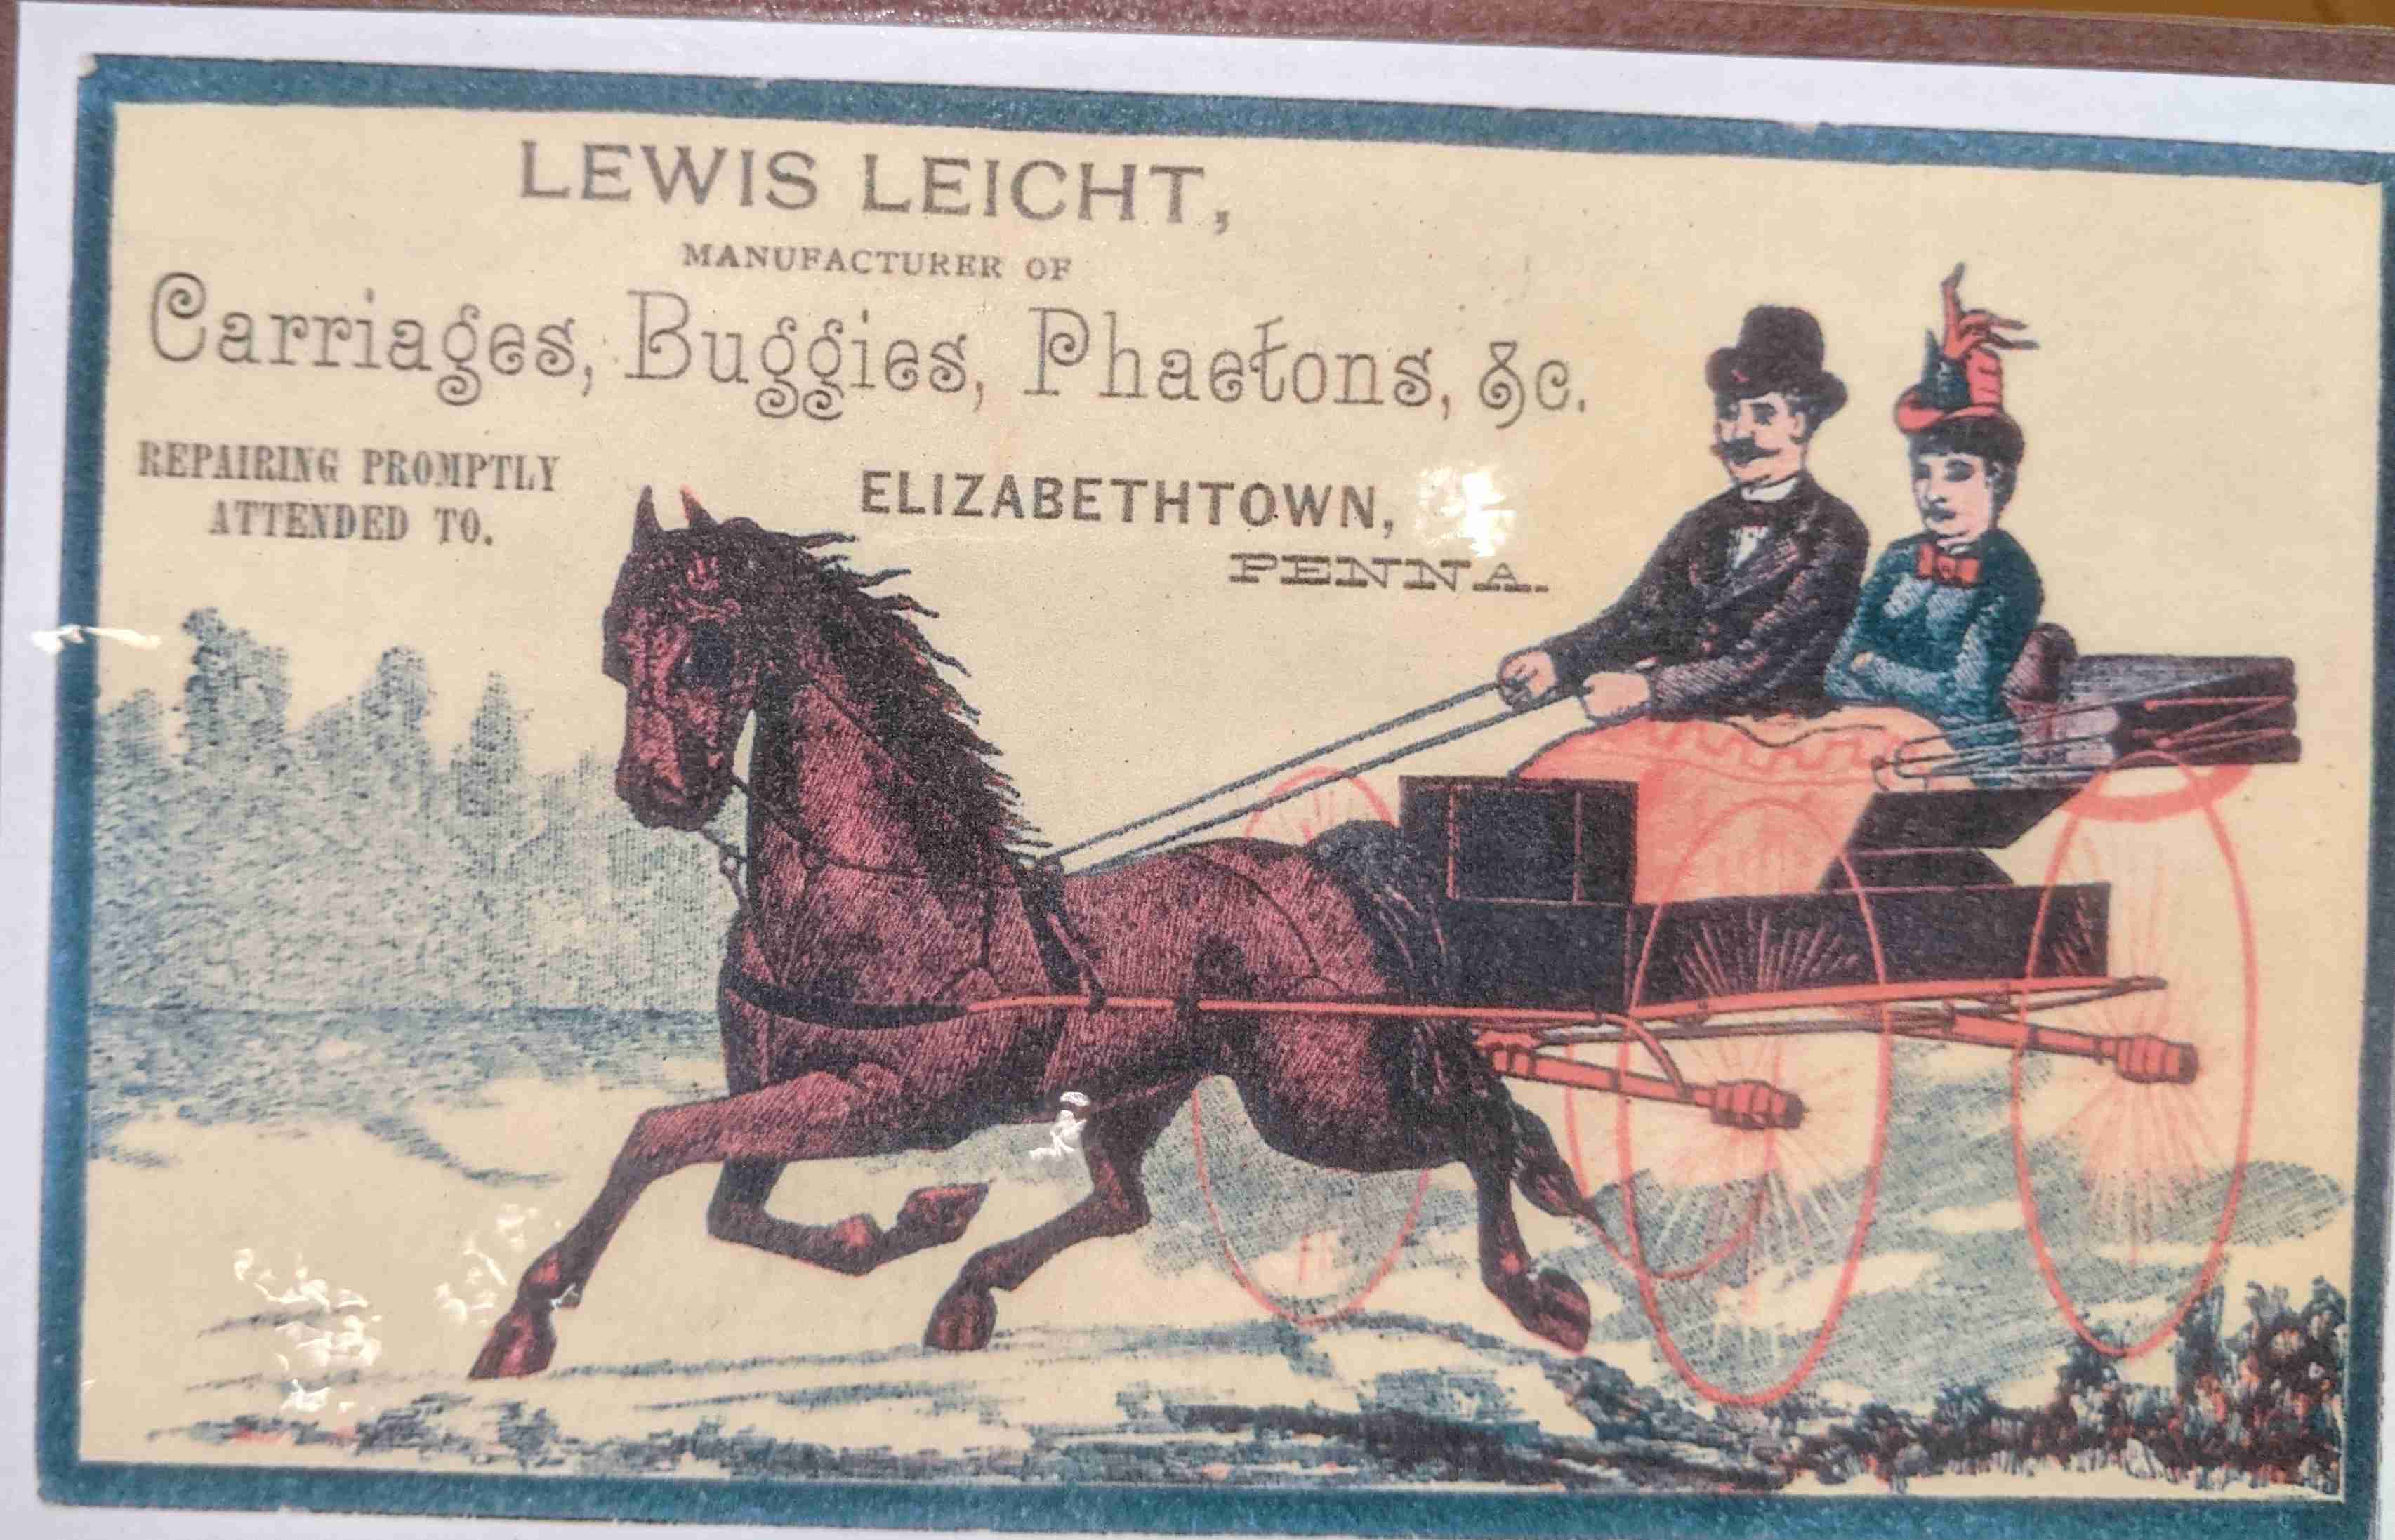 LEWIS LEICHT,
MANUFACTURER OF
Carriages, Buggies, Phaetons, &c.
REPAIRING PROMPTLY
ATTENDED TO.
ELIZABETHTOWN,
PENNA.